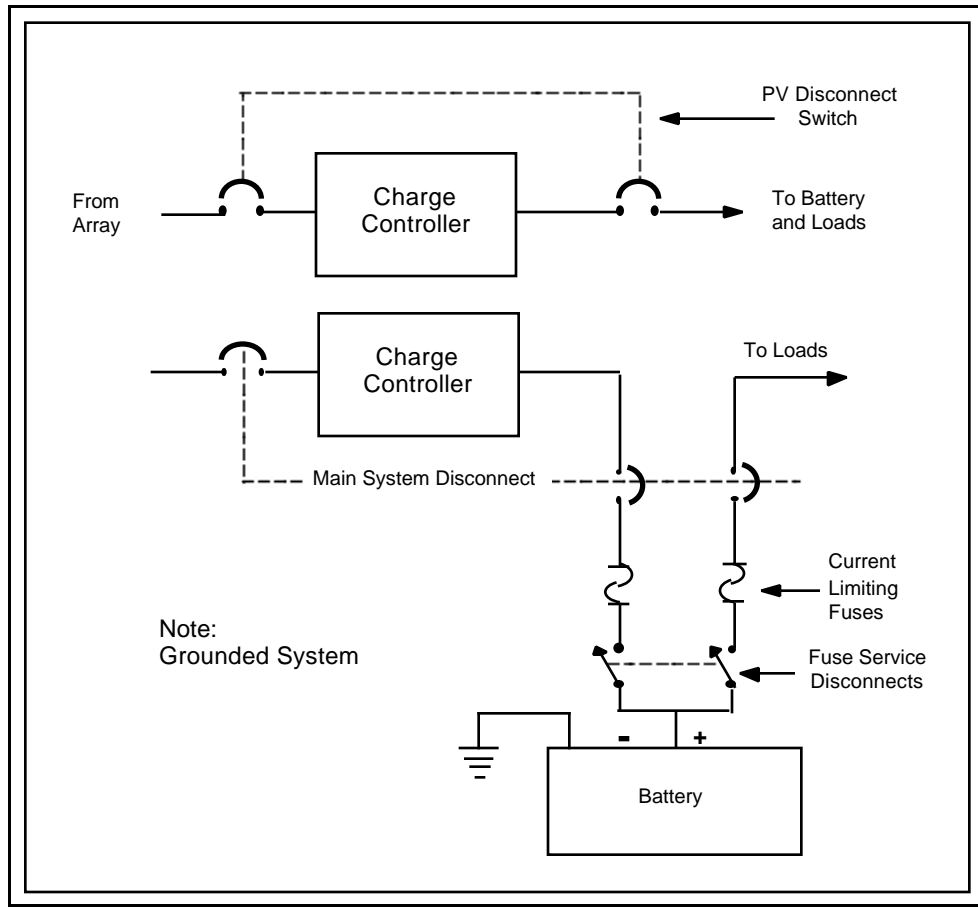 PV Disconnect
Switch
From
Array
Charge
Controller
To Battery
and Loads
Charge
Controller
To Loads
Main System Disconnect
Current
Limiting
Fuses
Note:
Grounded System
Fuse Service
Disconnects
- +
Battery